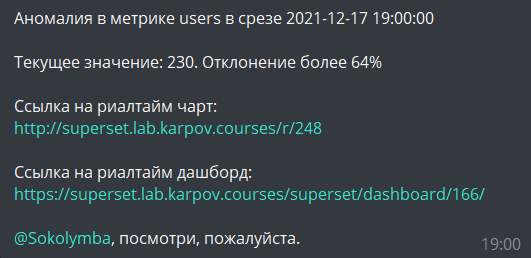 Аномалия в метрике users в срезе 2021-12-17 19:00:00
Текущее значение: 230. Отклонение более 64%
Ссылка на риалтайм чарт:
http://superset.lab.karpov.courses/r/248
Ссылка на риалтайм дашборд:
https://superset.lab.karpov.courses/superset/dashboard/166/
@Sokolymba, посмотри, пожалуйста.
19:00